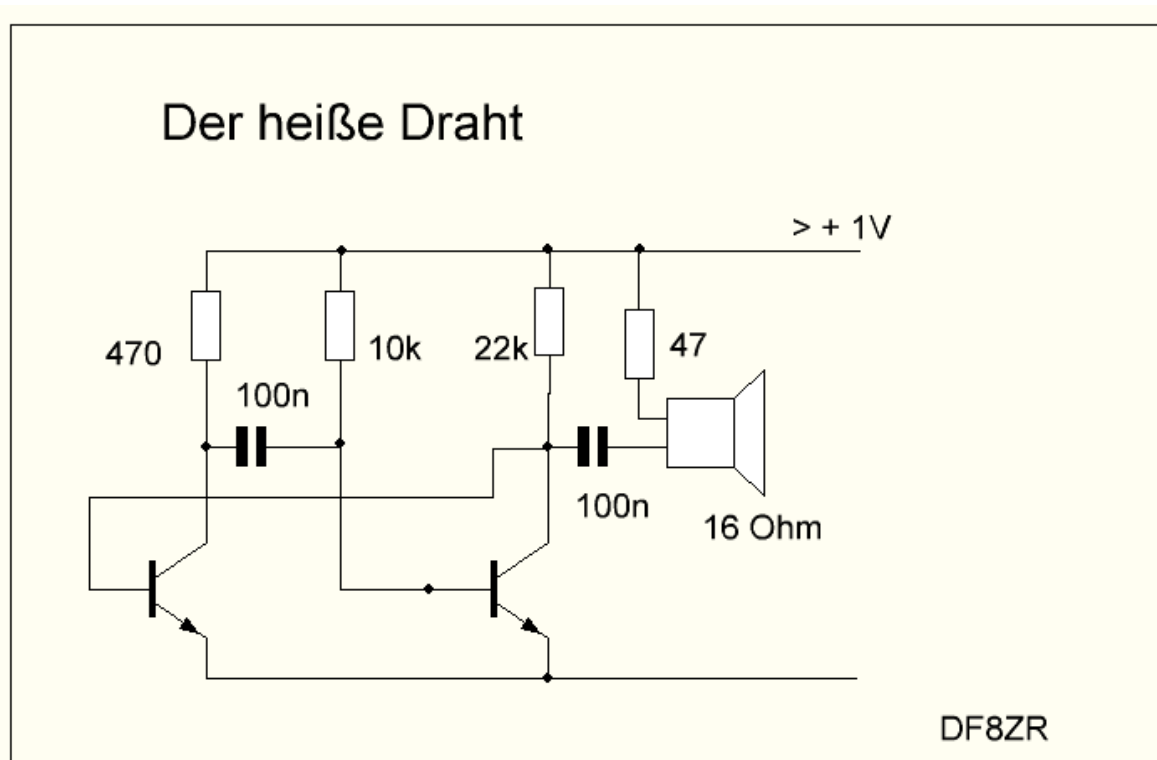 Der heiße Draht
> + 1V
470
10k
22k
47
100n
100n
16 Ohm
DF8ZR